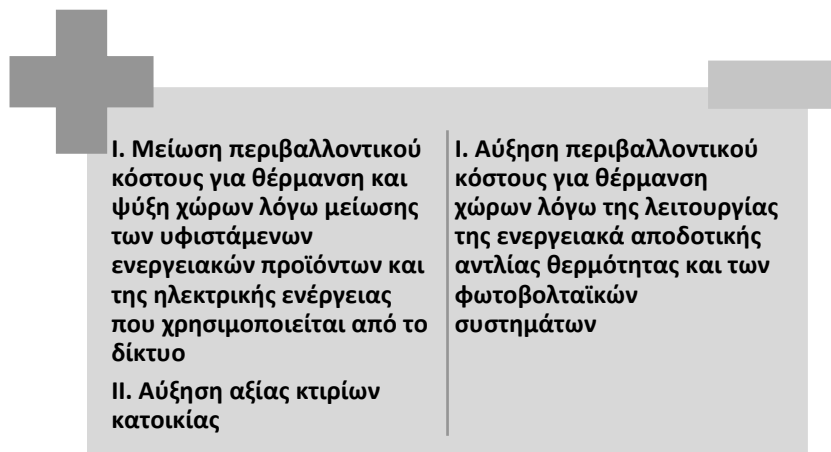 Ι. Μείωση περιβαλλοντικού
κόστους για θέρμανση και
ψύξη χώρων λόγω μείωσης
των υφιστάμενων
ενεργειακών προϊόντων και
της ηλεκτρικής ενέργειας
που χρησιμοποιείται από το
δίκτυο
ΙΙ. Αύξηση αξίας κτιρίων
κατοικίας
Ι. Αύξηση περιβαλλοντικού
κόστους για θέρμανση
χώρων λόγω της λειτουργίας
της ενεργειακά αποδοτικής
αντλίας θερμότητας και των
φωτοβολταϊκών
συστημάτων